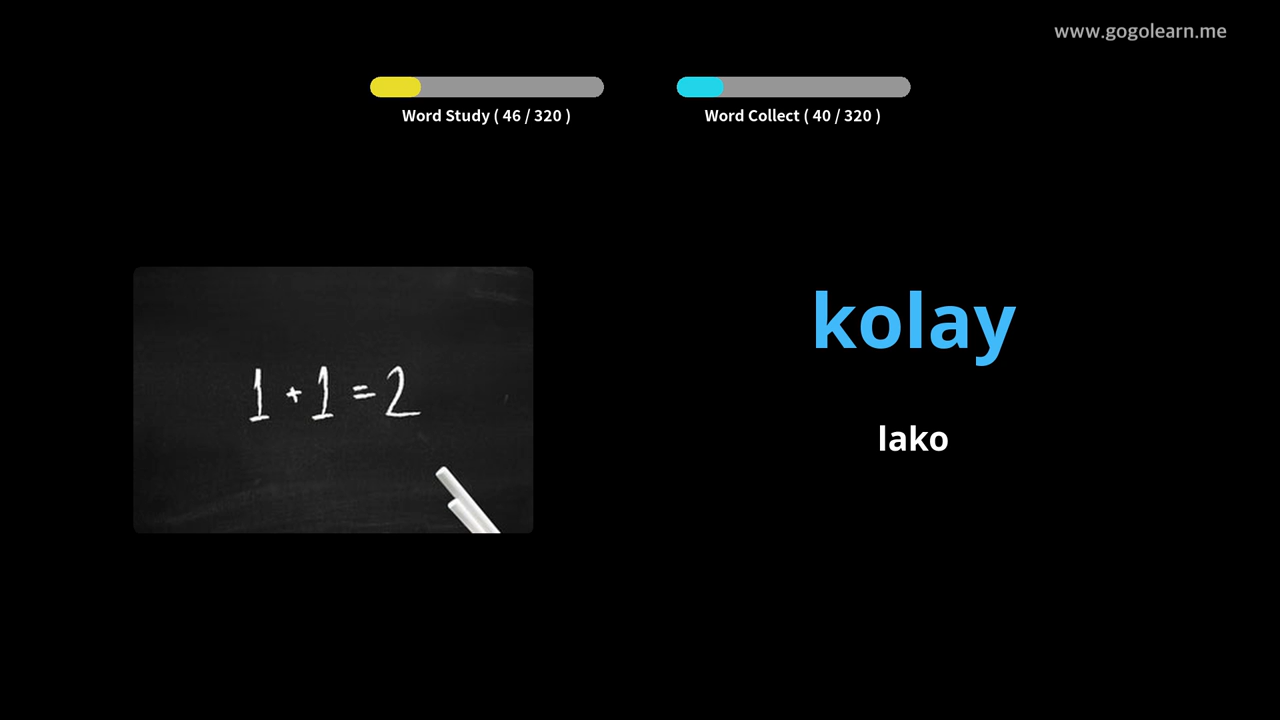 www.gogolearn.me
Word Study ( 46 / 320 )
Word Collect ( 40 / 320 )
1 + 1 = 2
kolay
lako